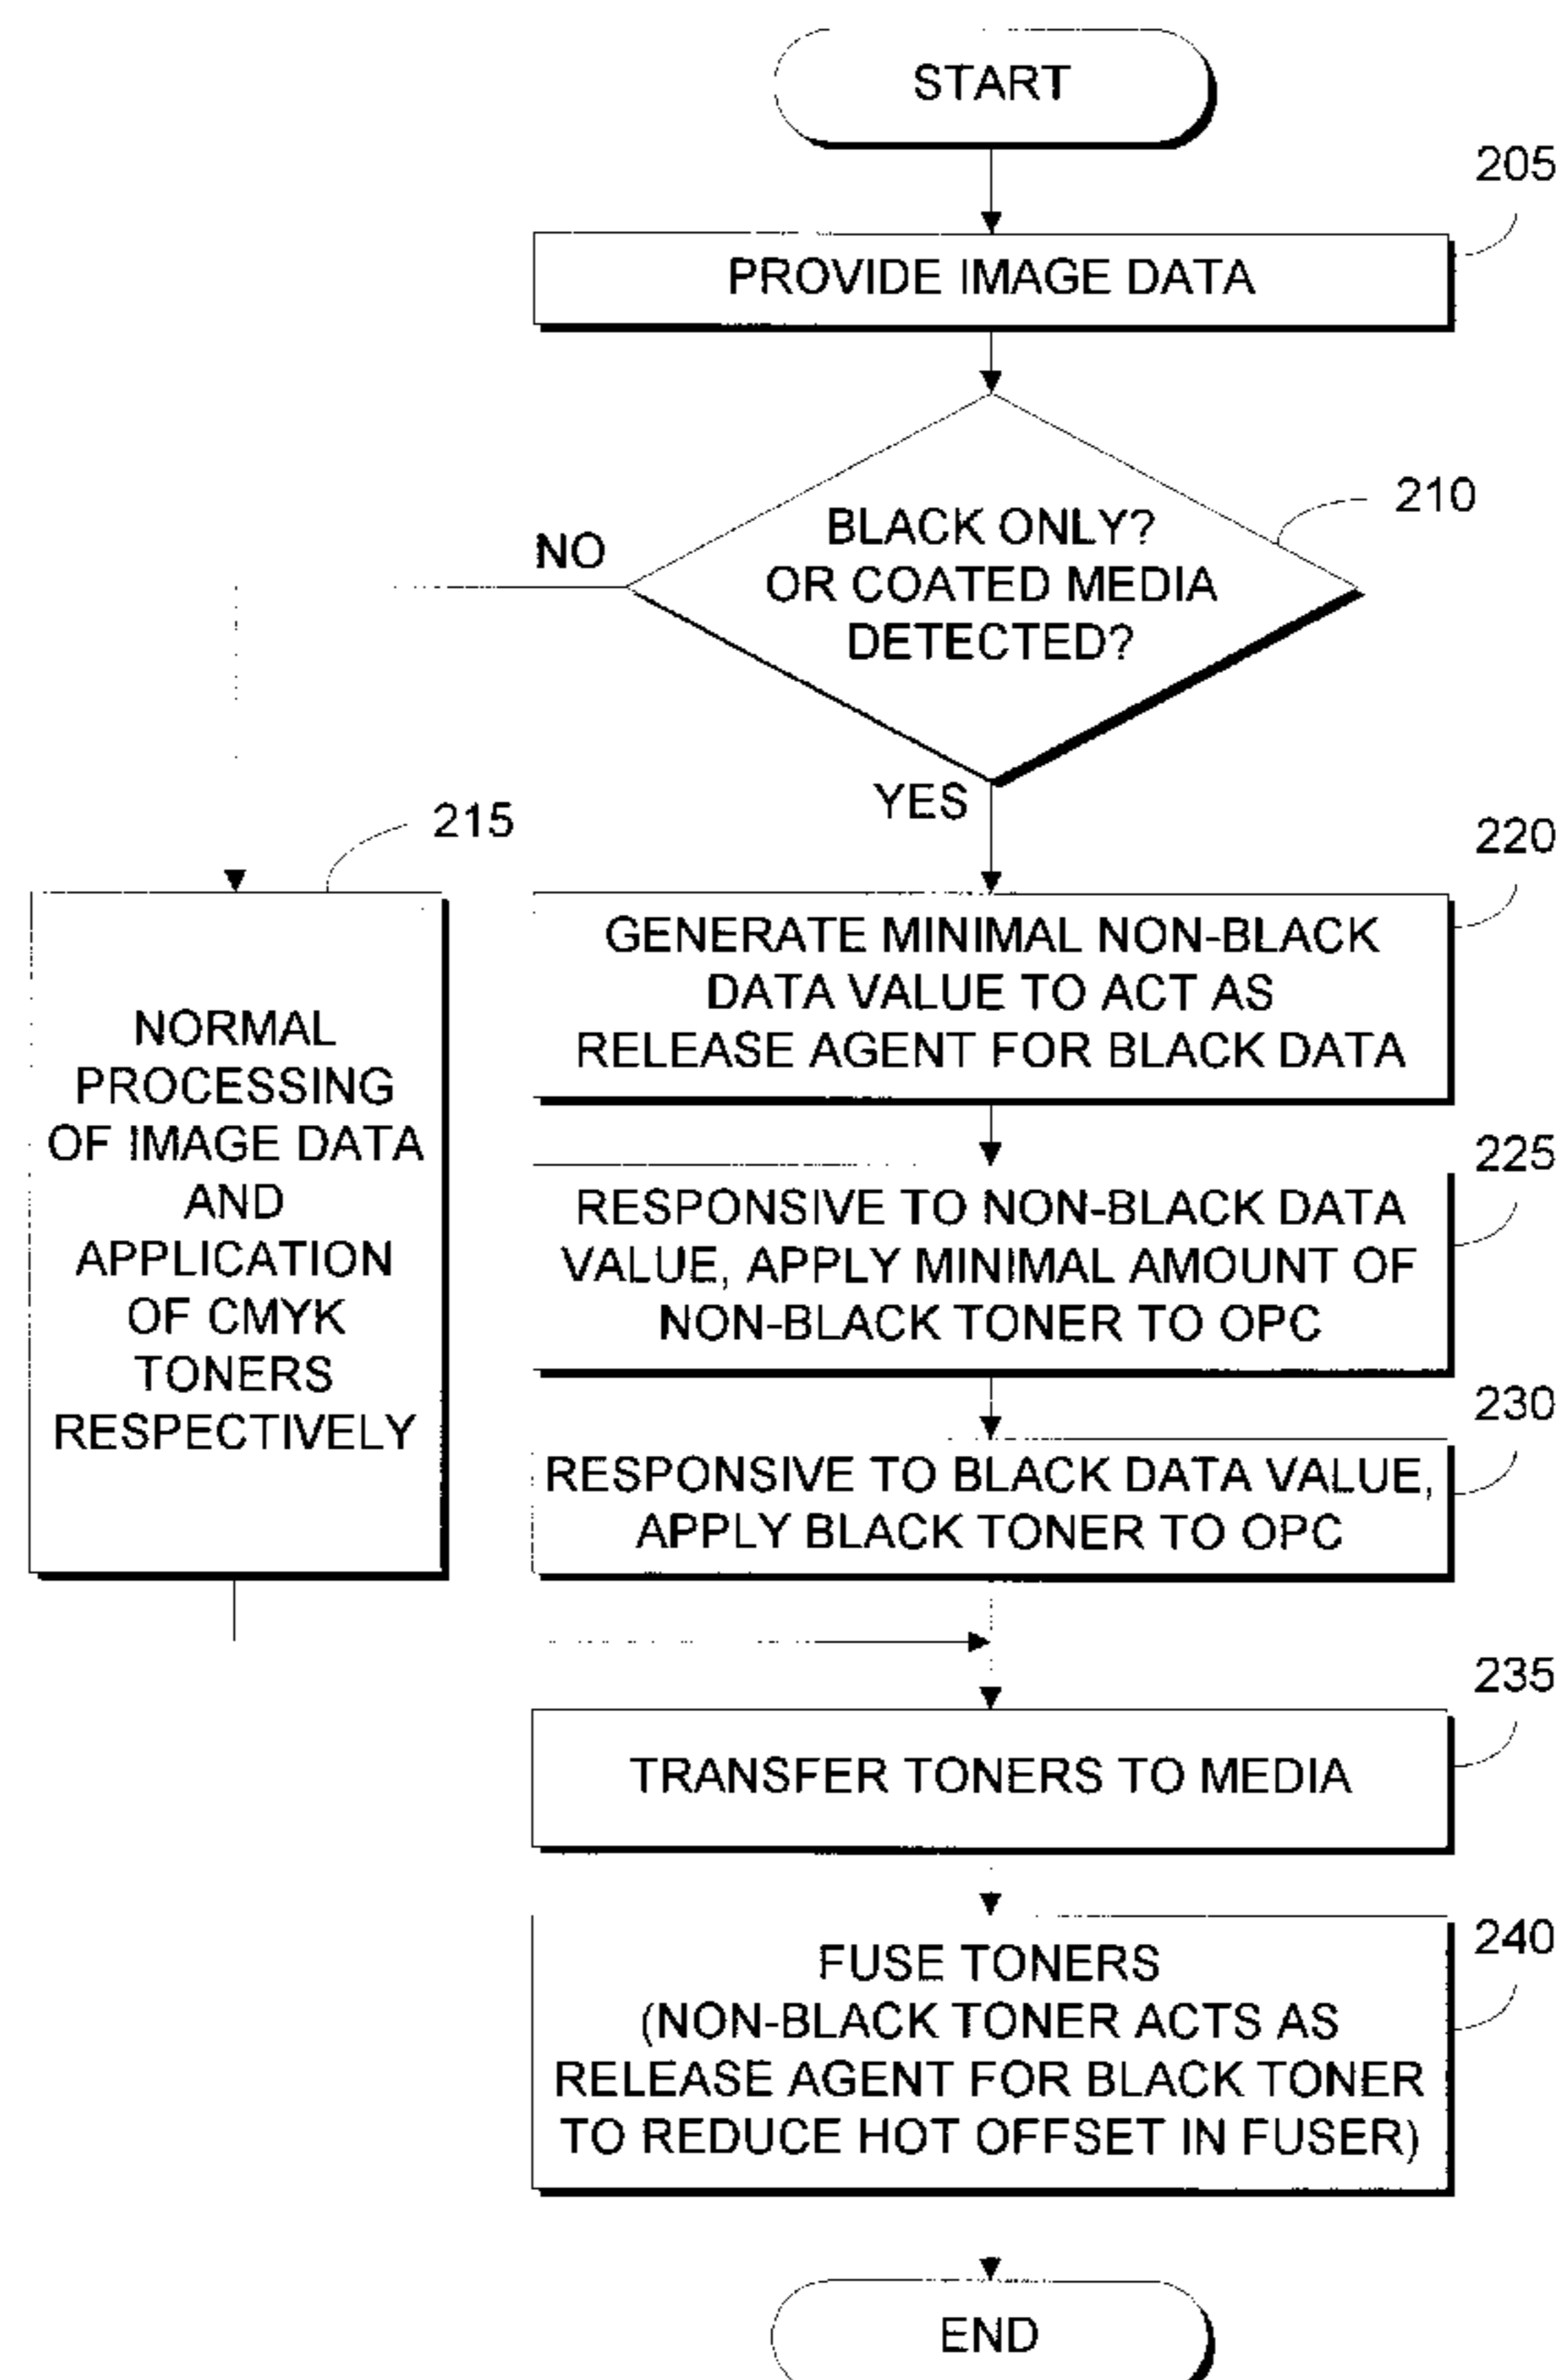 START
205
PROVIDE IMAGE DATA
210
BLACK ONLY?
OR COATED MEDIA
DETECTED?
NO
YES
215
NORMAL
PROCESSING
OF IMAGE DATA
AND
APPLICATION
OF CMYK
TONERS
RESPECTIVELY
220
GENERATE MINIMAL NON-BLACK
DATA VALUE TO ACT AS
RELEASE AGENT FOR BLACK DATA
225
RESPONSIVE TO NON-BLACK DATA
VALUE, APPLY MINIMAL AMOUNT OF
NON-BLACK TONER TO OPC
230
RESPONSIVE TO BLACK DATA VALUE,
APPLY BLACK TONER TO OPC
235
TRANSFER TONERS TO MEDIA
240
FUSE TONERS
(NON-BLACK TONER ACTS AS
RELEASE AGENT FOR BLACK TONER
TO REDUCE HOT OFFSET IN FUSER)
END